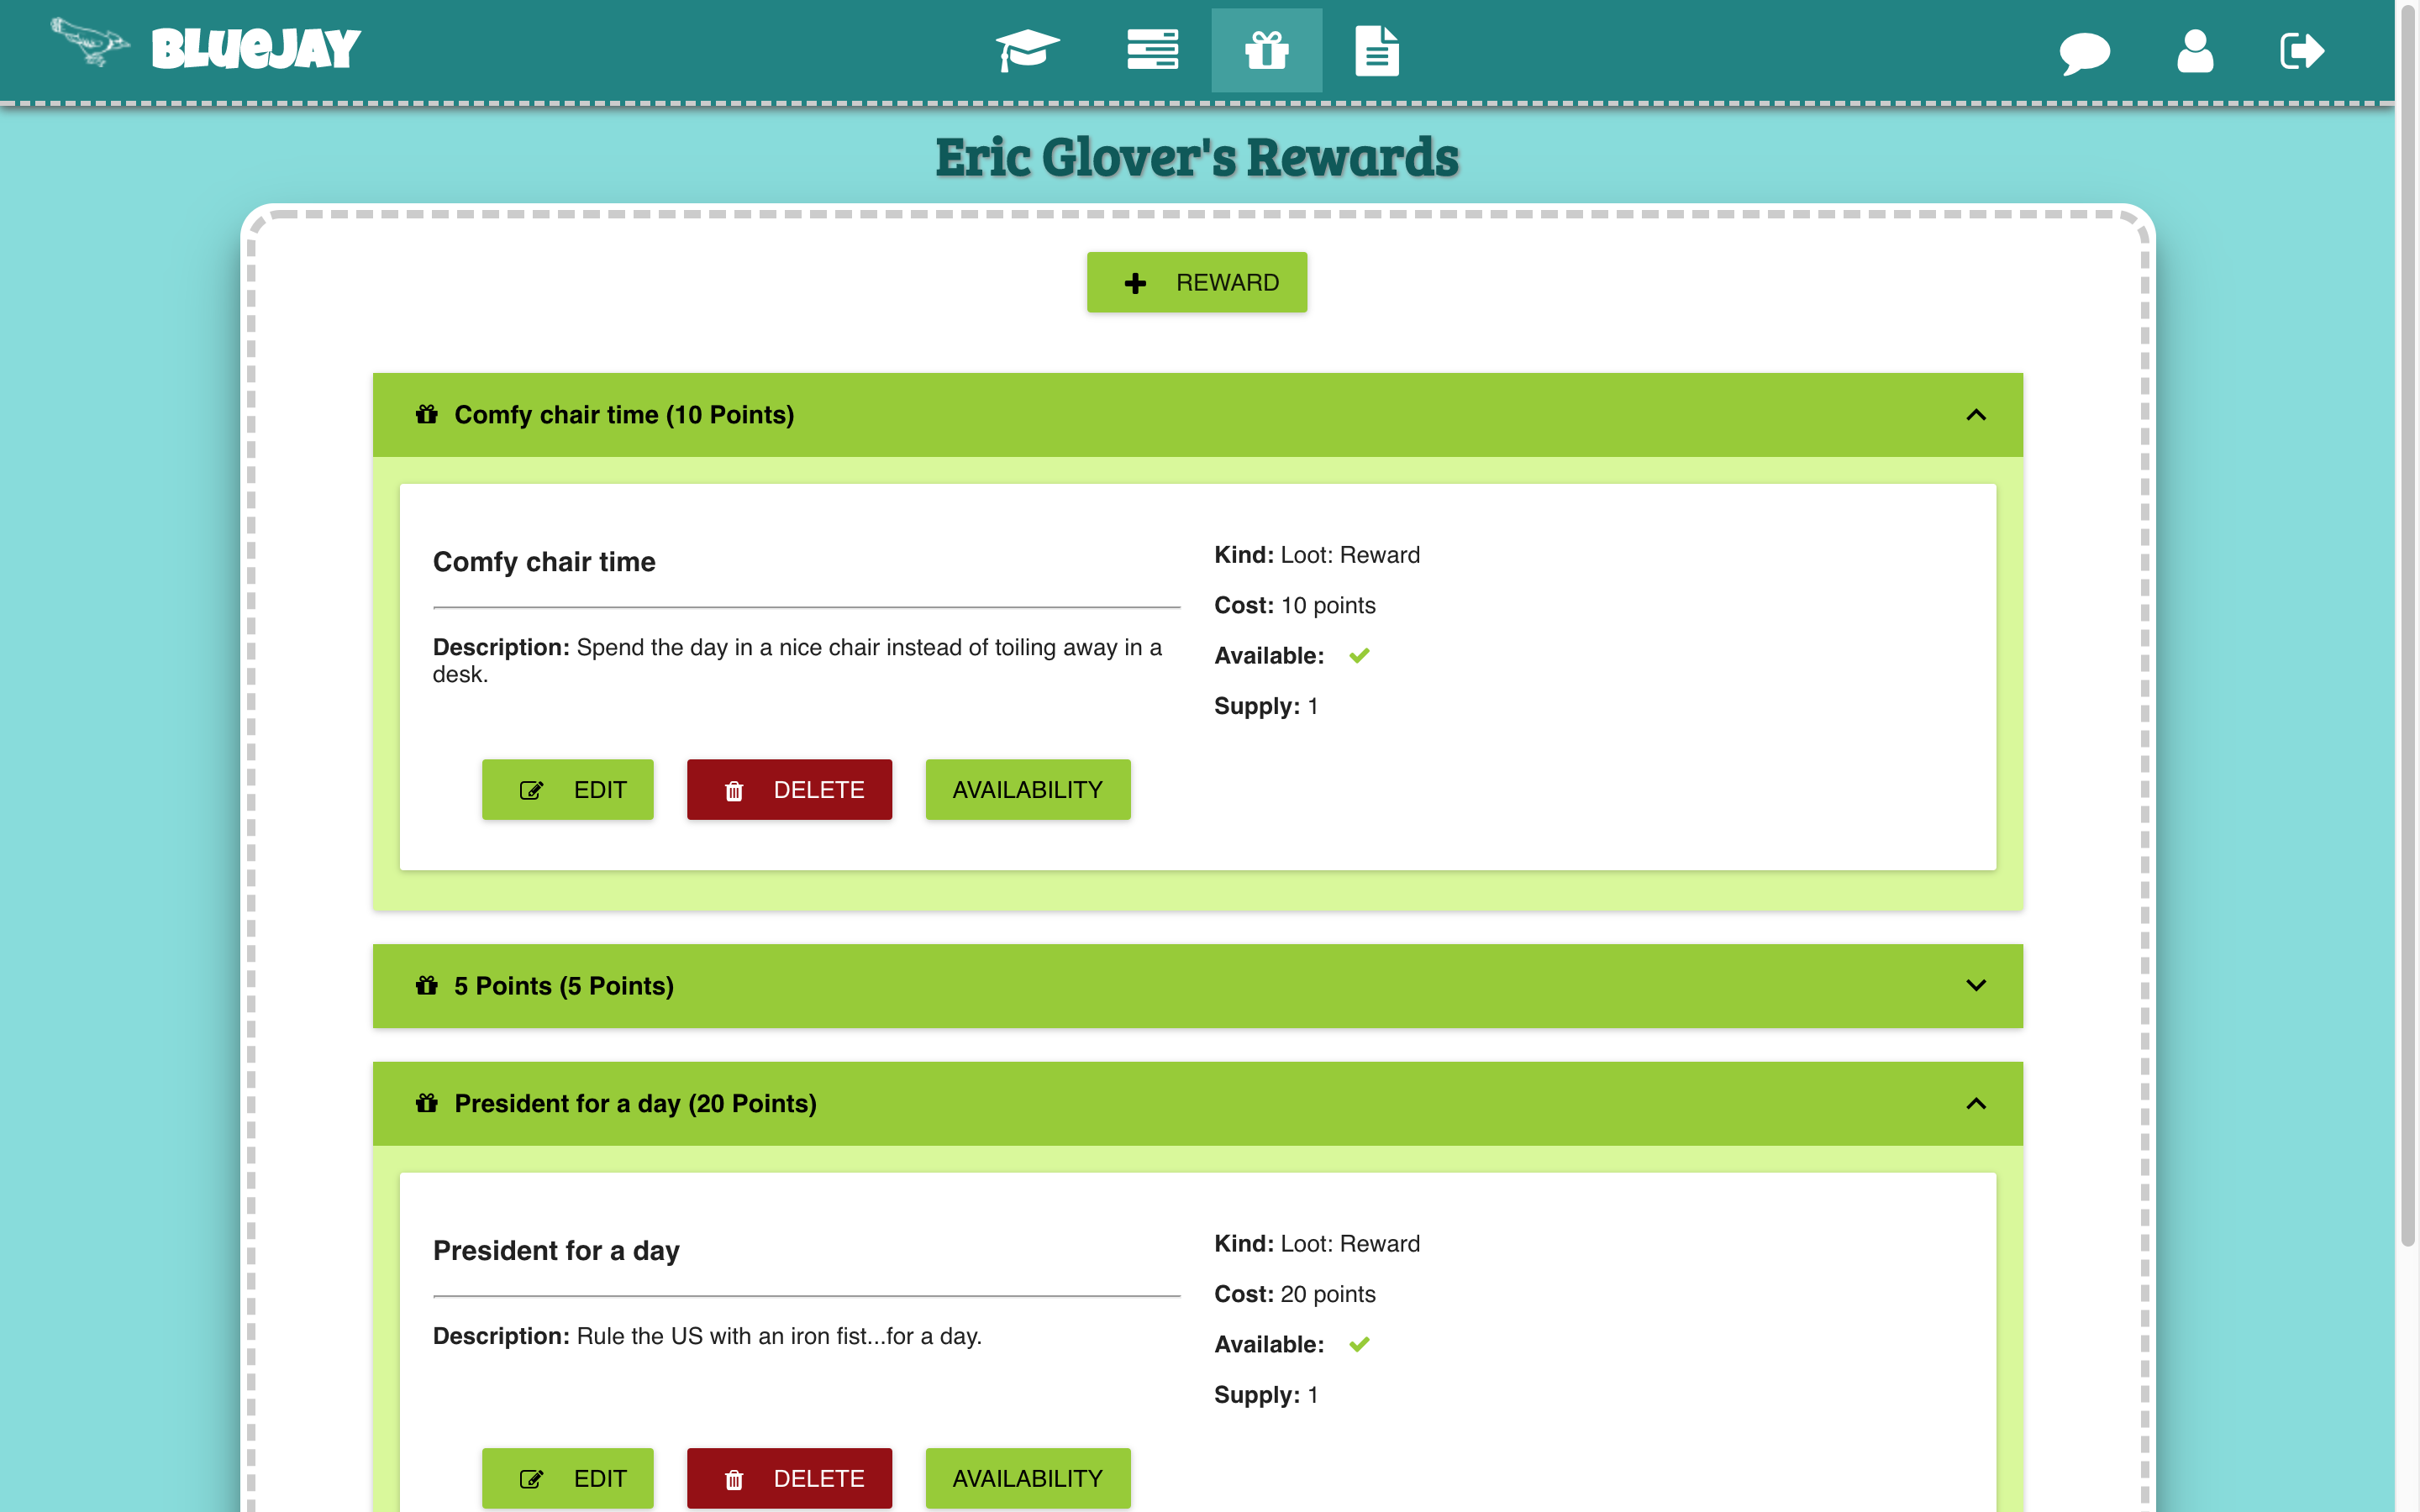 BLUeJAY
Eric Glover's Rewards
REWARD
Comfy chair time (10 Points)
Comfy chair time
Description: Spend the day in a nice chair instead of toiling away in a
desk.
Kind: Loot: Reward
Cost: 10 points
Available:
Supply: 1
EDIT
DELETE
AVAILABILITY
5 Points (5 Points)
President for a day (20 Points)
President for a day
Description: Rule the US with an iron fist...for a day.
Kind: Loot: Reward
Cost: 20 points
Available:
Supply: 1
EDIT
DELETE
AVAILABILITY